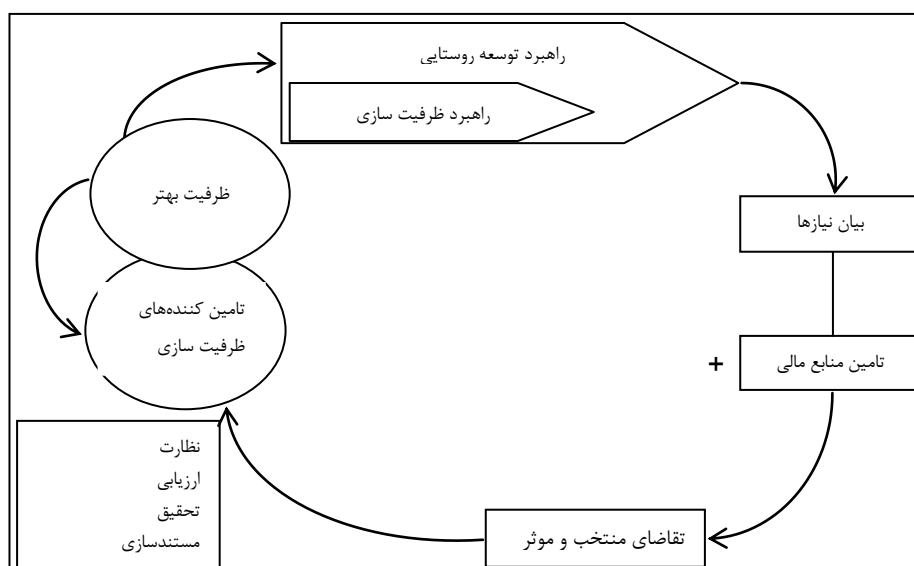 راهبرد توسعه روستایی
راهبرد ظرفیت سازی
ظرفیت بهتر
بیان نیازها
تامین کننده‌های
ظرفیت سازی
تامین منابع مالی
+
نظارت
ارزیابی
تحقیق
مستندسازی
تقاضای منتخب و موثر